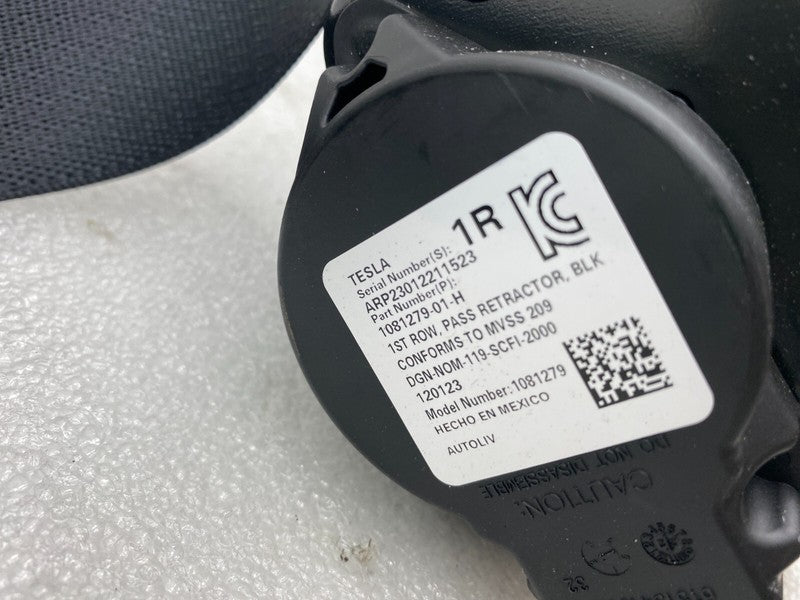 TESLA
Serial Number(S): 1R
ARP23012211523
Part Number(P):
1081279-01-H
1ST ROW, PASS RETRACTOR, BLK
CONFORMS TO MVSS 209
DGN-NOM-119-SCFI-2000
120123
Model Number:1081279
HECHO EN MEXICO
AUTOLIV
CAUTION:
DO NOT DISASSEMBLE
32